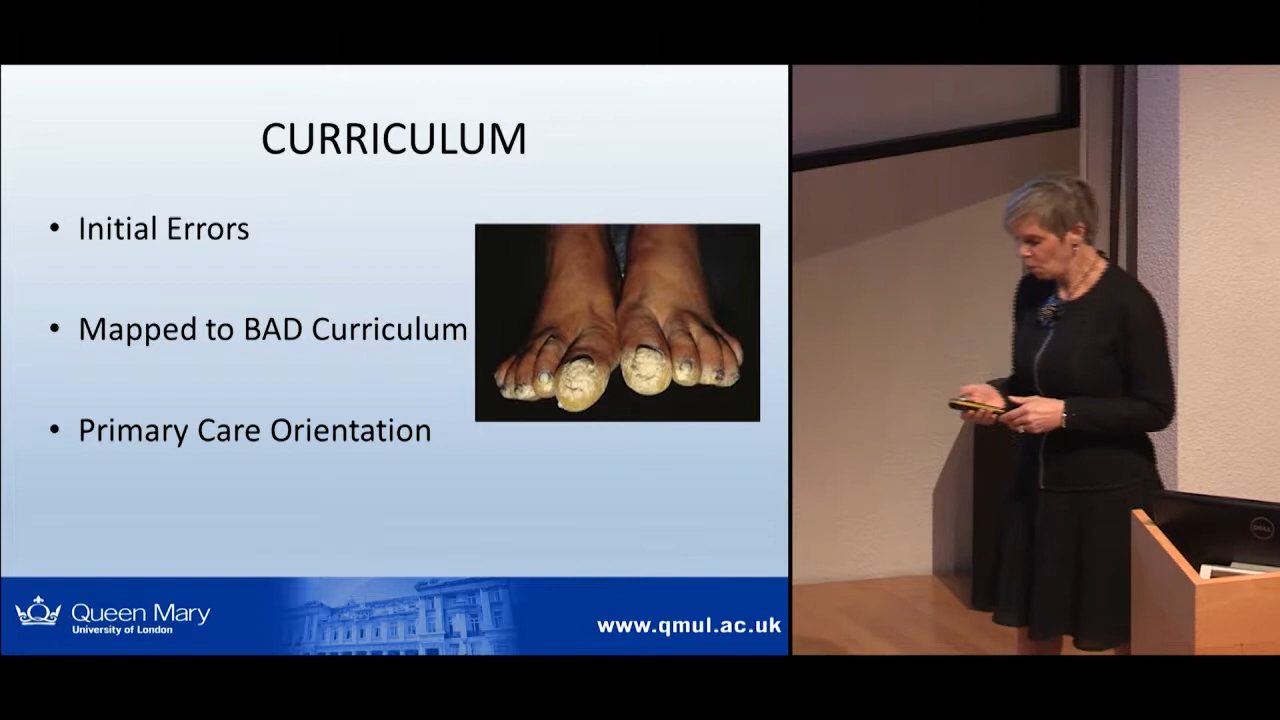 CURRICULUM
• Initial Errors
• Mapped to BAD Curriculum
• Primary Care Orientation
Queen Mary
University of London
www.qmul.ac.uk
DELL